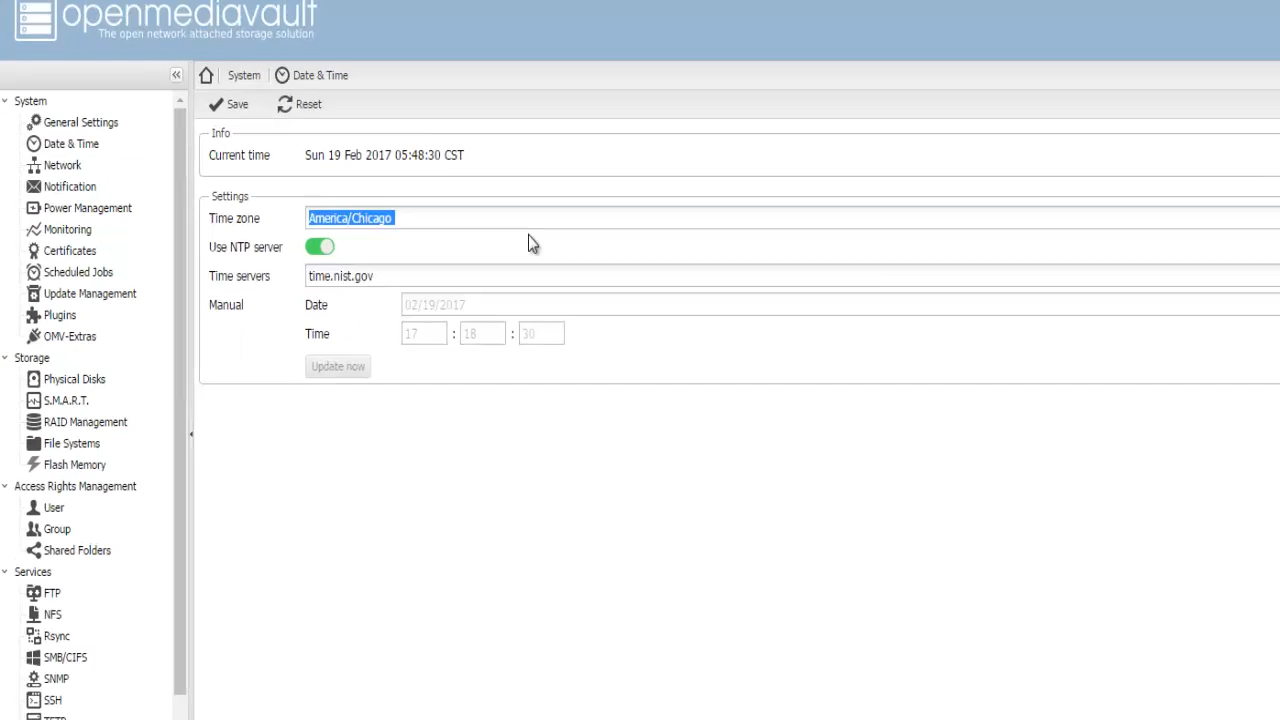 openmediavault
The open network attached storage solution
System
Date & Time
System
General Settings
Date & Time
Network
Notification
Power Management
Monitoring
Certificates
Scheduled Jobs
Update Management
Plugins
OMV-Extras
Storage
Physical Disks
S.M.A.R.T.
RAID Management
File Systems
Flash Memory
Access Rights Management
User
Group
Shared Folders
Services
FTP
NFS
Rsync
SMB/CIFS
SNMP
SSH
Save Reset
Info
Current time Sun 19 Feb 2017 05:48:30 CST
Settings
Time zone America/Chicago
Use NTP server
Time servers time.nist.gov
Manual Date 02/19/2017
Time 17 : 18 : 30
Update now